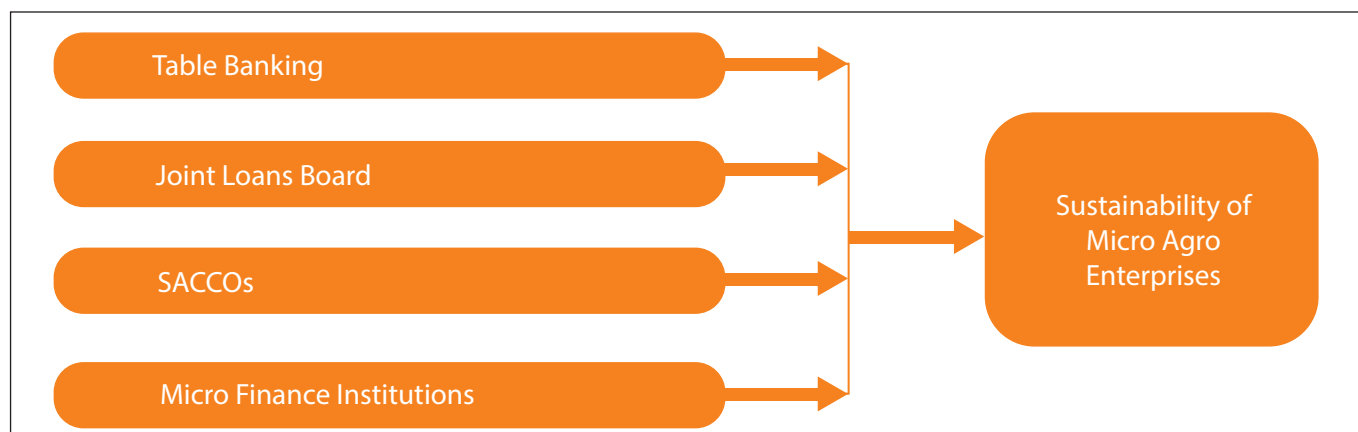 Table Banking
Joint Loans Board
SACCOs
Micro Finance Institutions
Sustainability of
Micro Agro
Enterprises